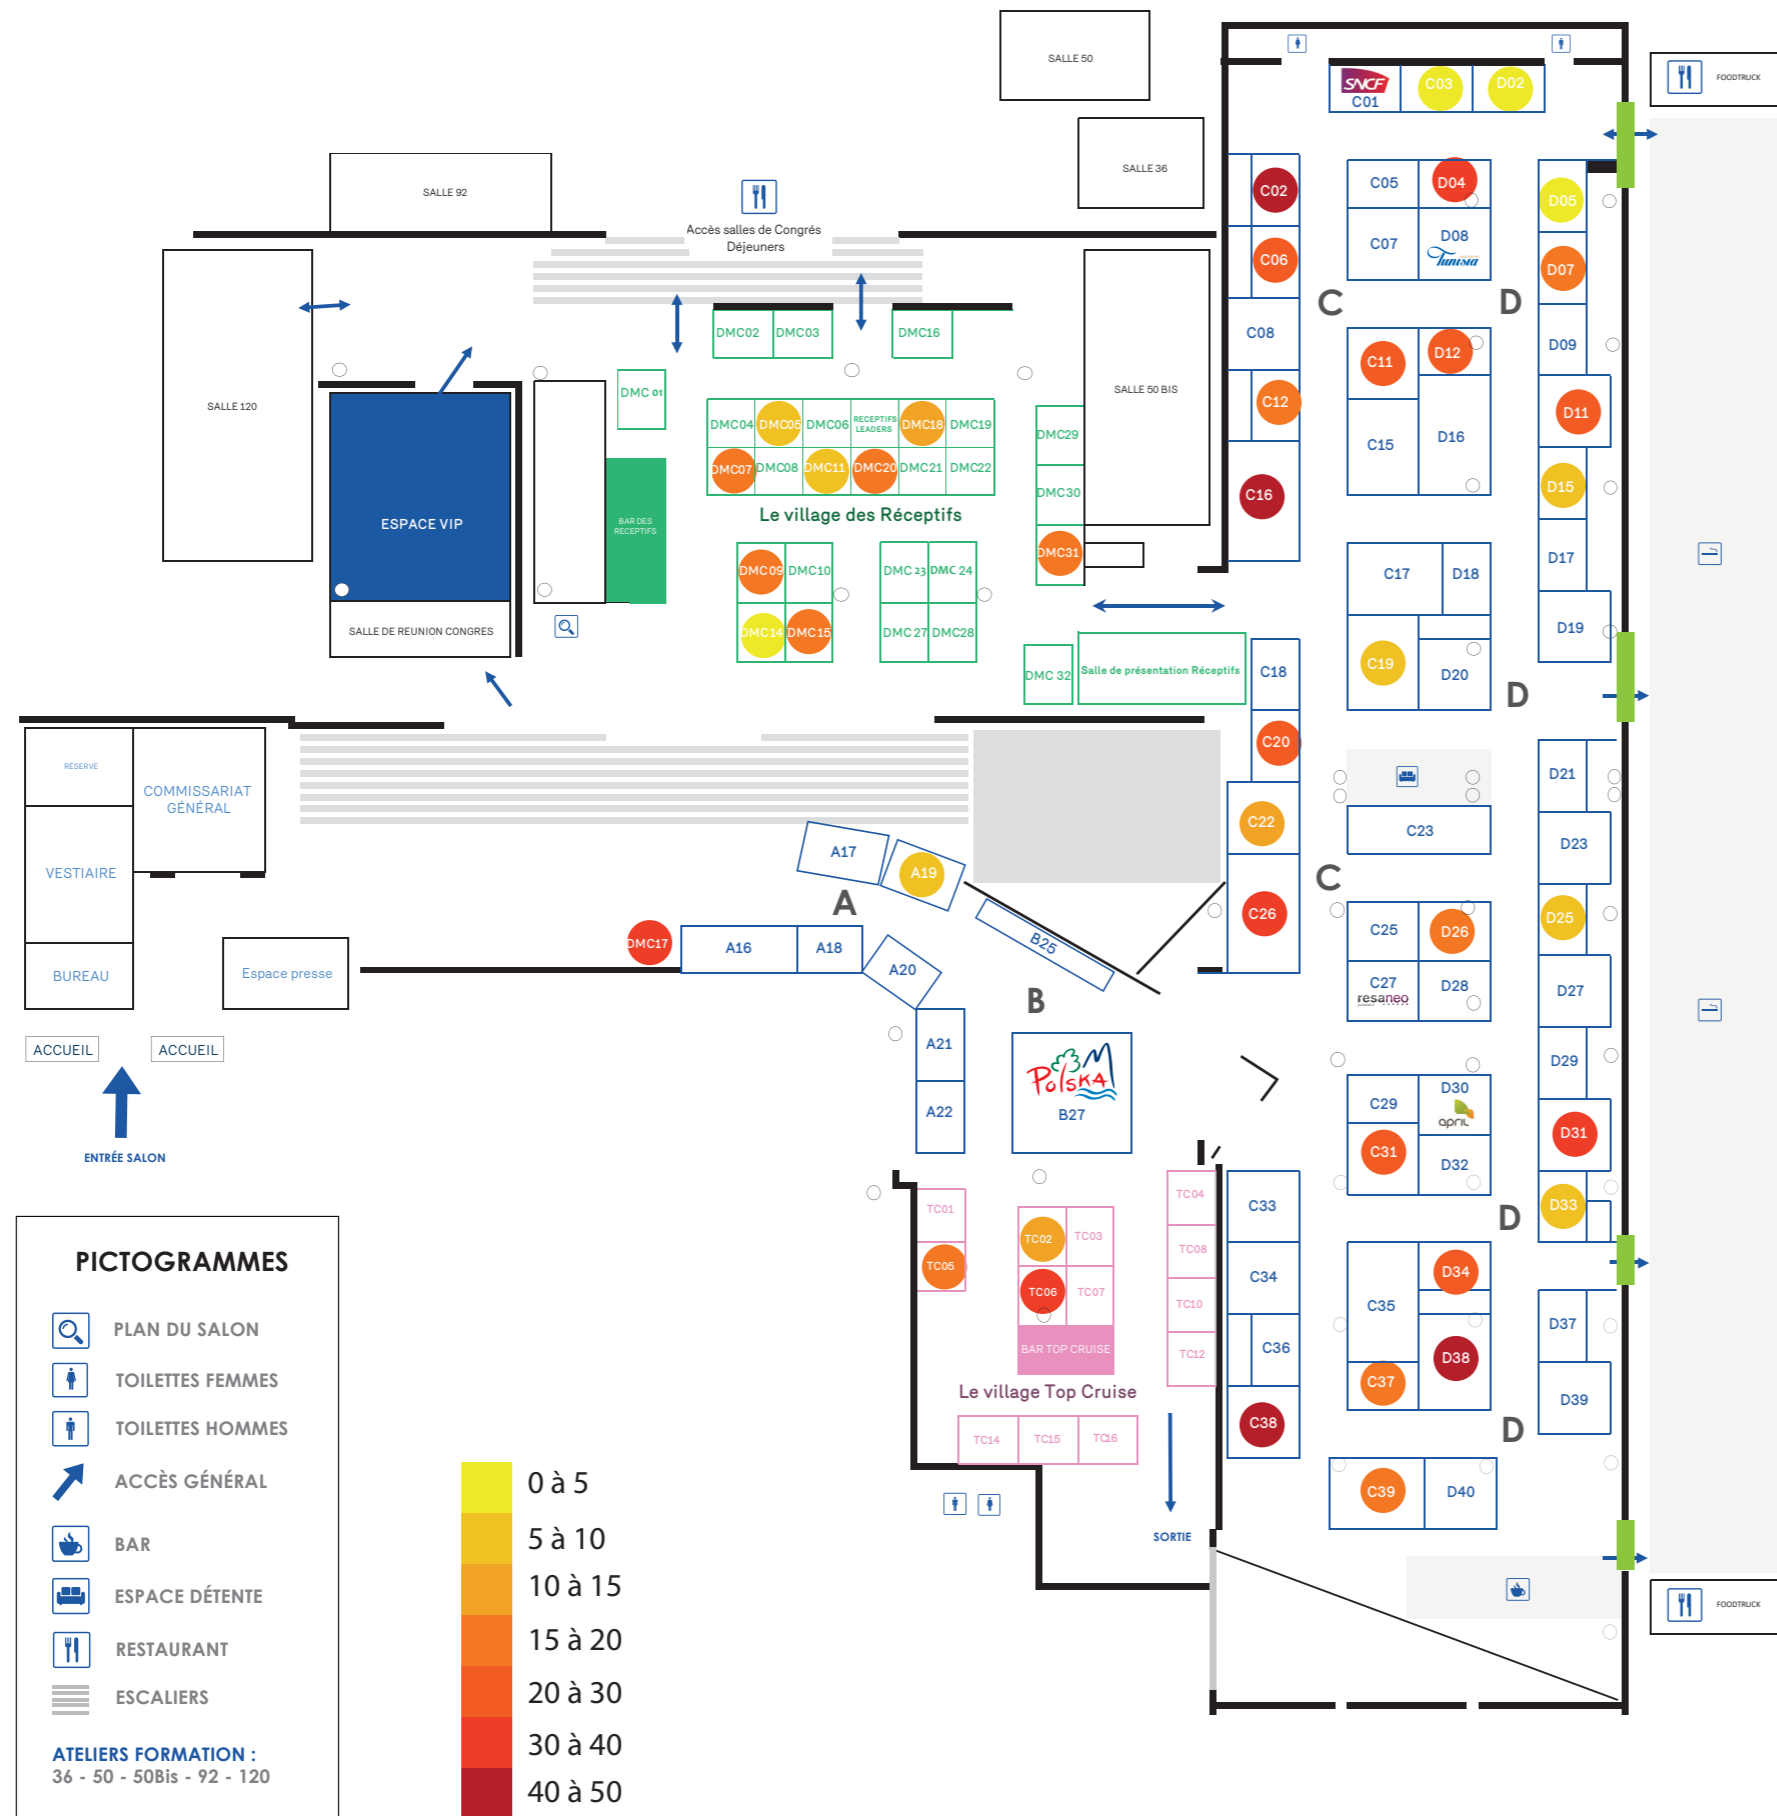 SALLE 50
SNCF
C01
C03
D02
FOODTRUCK
SALLE 36
SALLE 92
Accès salles de Congrés
Déjeuners
C02
C05
D04
D05
C06
C07
D08
Tunisia
D07
C
D
DMC02
DMC03
DMC16
C08
D09
C11
D12
SALLE 120
DMC 01
SALLE 50 BIS
C12
D11
DMC04
DMC05
DMC06
RECEPTIFS
LEADERS
DMC18
DMC19
DMC29
C15
D16
DMC07
DMC08
DMC11
DMC20
DMC21
DMC22
DMC30
C16
D15
Le village des Réceptifs
ESPACE VIP
BAR DES
RECEPTIFS
DMC31
D17
DMC09
DMC10
DMC 23
DMC 24
C17
D18
SALLE DE REUNION CONGRES
DMC14
DMC15
DMC 27
DMC28
D19
DMC 32
Salle de présentation Réceptifs
C18
C19
D20
D
C20
RÉSERVE
COMMISSARIAT
GÉNÉRAL
D21
C22
C23
D23
VESTIAIRE
A17
A19
C
A
C26
D25
DMC17
A16
A18
B25
C25
D26
BUREAU
Espace presse
A20
C27
resaneo
D28
D27
B
ACCUEIL
ACCUEIL
A21
Polska
B27
D29
A22
C29
D30
april
ENTRÉE SALON
C31
D32
D31
TC01
TC04
C33
D33
D
TC02
TC03
TC05
TC08
C34
D34
TC06
TC07
TC10
C35
D37
BAR TOP CRUISE
TC12
C36
D38
Le village Top Cruise
C37
D39
TC14
TC15
TC16
C38
D
C39
D40
SORTIE
FOODTRUCK
PICTOGRAMMES
PLAN DU SALON
TOILETTES FEMMES
TOILETTES HOMMES
ACCÈS GÉNÉRAL
BAR
ESPACE DÉTENTE
RESTAURANT
ESCALIERS
ATELIERS FORMATION :
36 - 50 - 50Bis - 92 - 120
0 à 5
5 à 10
10 à 15
15 à 20
20 à 30
30 à 40
40 à 50